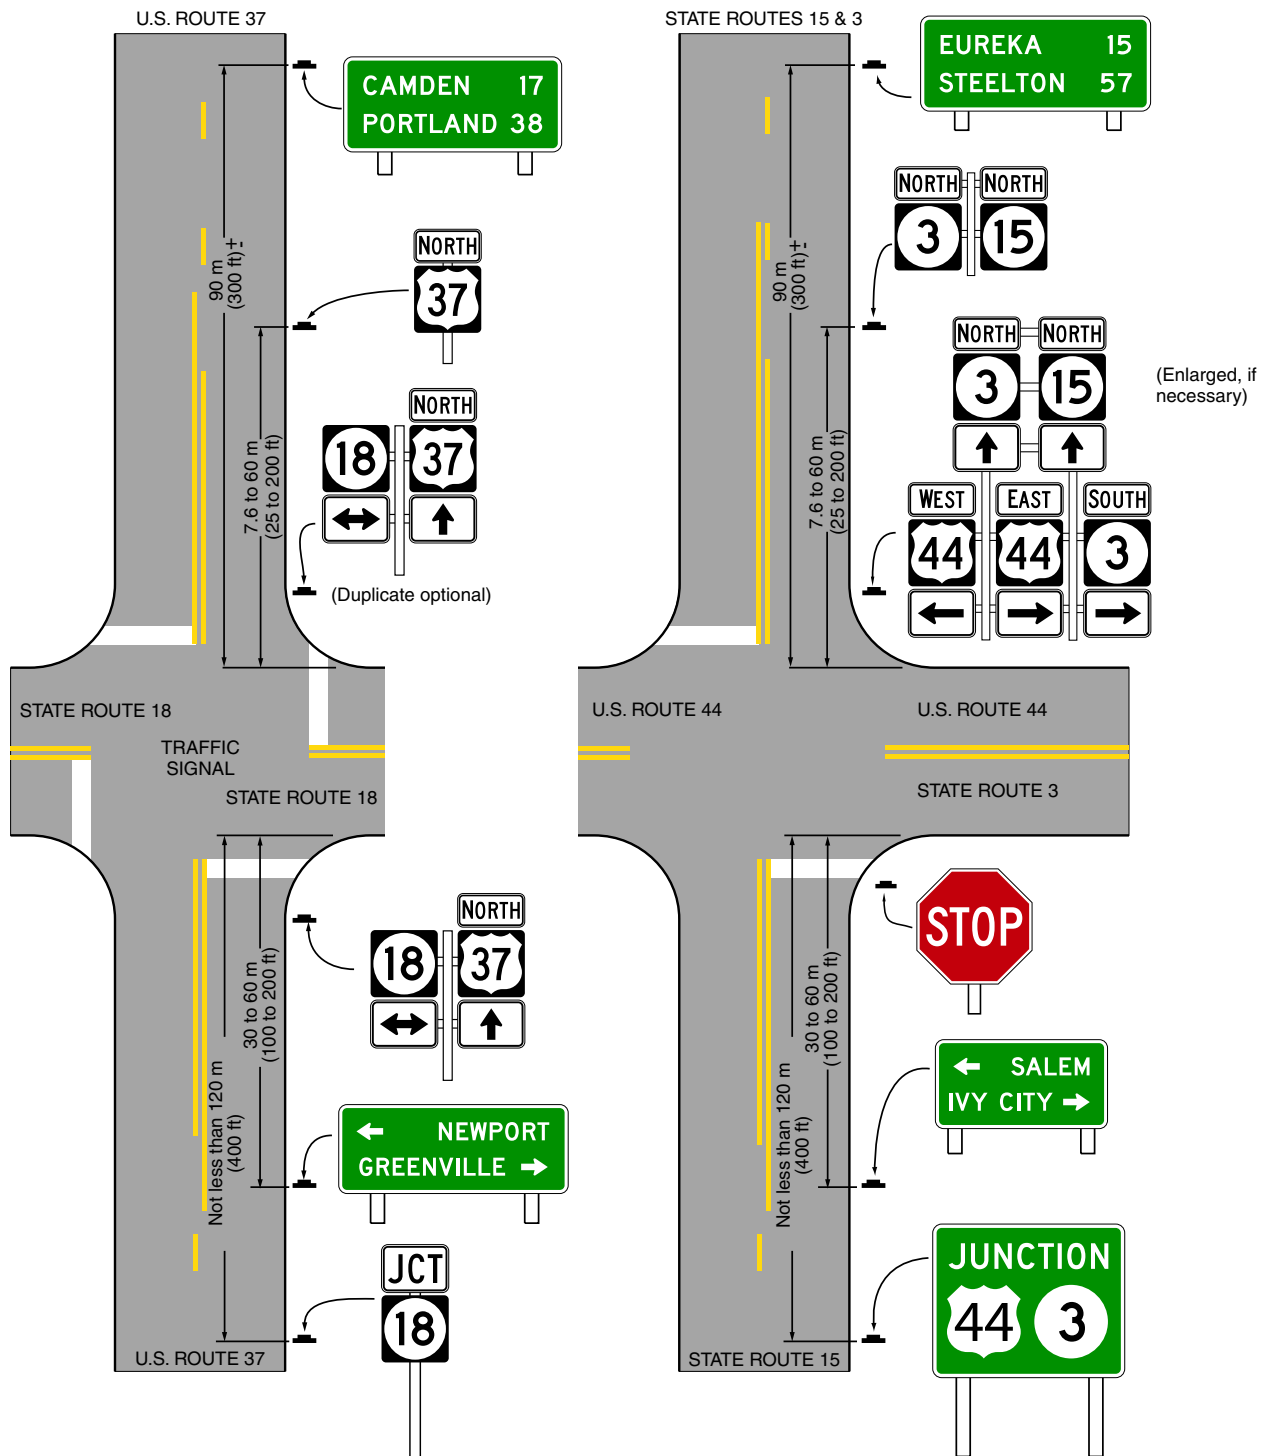 U.S. ROUTE 37
CAMDEN 17
PORTLAND 38
90 m
(300 ft)±
NORTH
37
7.6 to 60 m
(25 to 200 ft)
NORTH
18 37
(Duplicate optional)
STATE ROUTE 18
TRAFFIC
SIGNAL
STATE ROUTE 18
NORTH
18 37
30 to 60 m
(100 to 200 ft)
Not less than 120 m
(400 ft)
NEWPORT
GREENVILLE
JCT
18
U.S. ROUTE 37
STATE ROUTES 15 & 3
EUREKA 15
STEELTON 57
90 m
(300 ft)±
NORTH NORTH
3 15
7.6 to 60 m
(25 to 200 ft)
NORTH NORTH
3 15
(Enlarged, if
necessary)
WEST EAST SOUTH
44 44 3
U.S. ROUTE 44
U.S. ROUTE 44
STATE ROUTE 3
STOP
30 to 60 m
(100 to 200 ft)
Not less than 120 m
(400 ft)
SALEM
IVY CITY
JUNCTION
44 3
STATE ROUTE 15